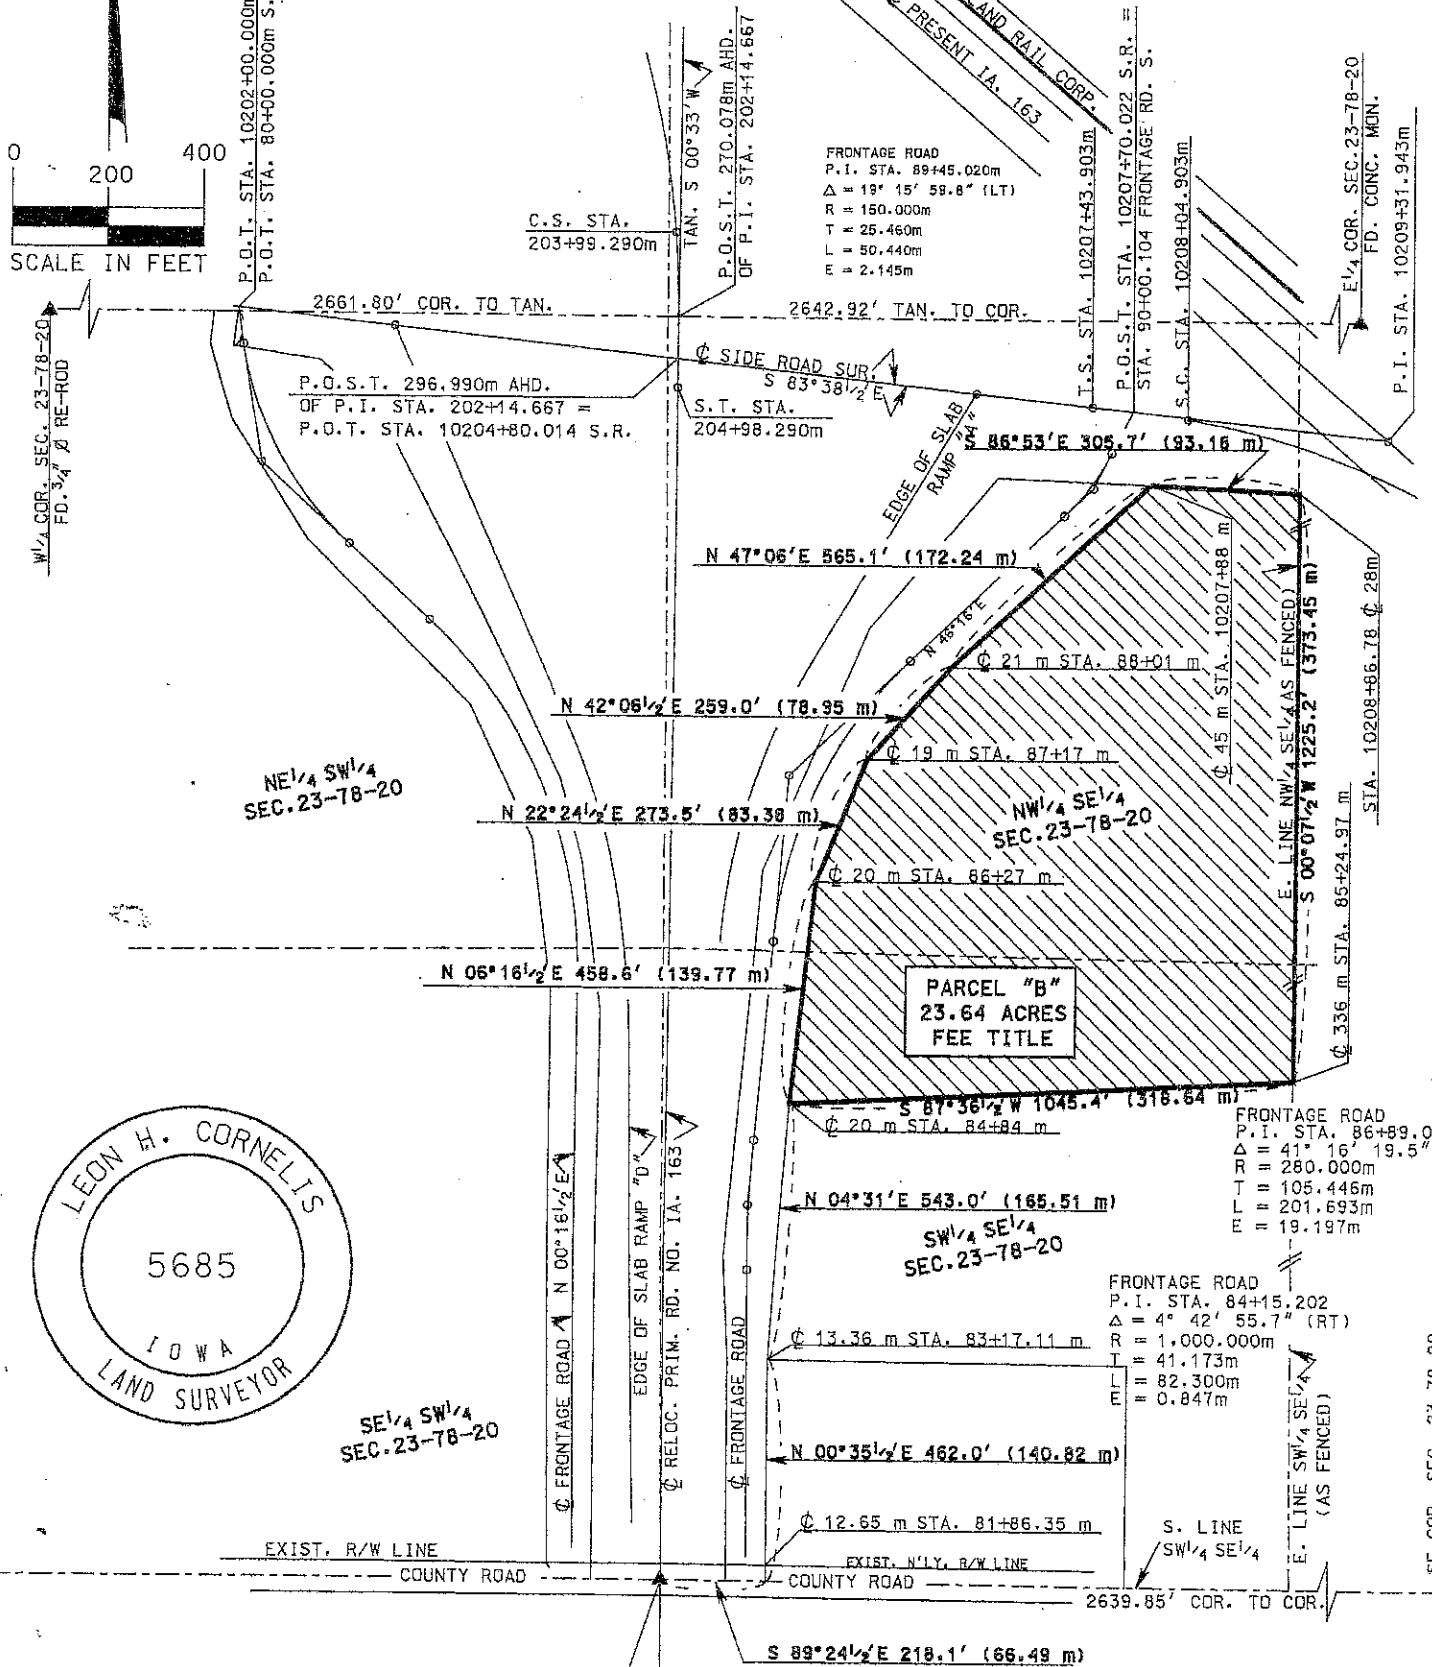 0
200
400
SCALE IN FEET
P.O.T. STA. 10202+00.000m
P.O.T. STA. 80+00.000m S.
TAN. S 00°33'W
P.O.S.T. 270.078m AHD.
OF P.I. STA. 202+14.667
LAND RAIL CORP.
PRESENT IA. 163
FRONTAGE ROAD
P.I. STA. 89+45.020m
Δ = 19° 15' 59.8" (LT)
R = 150.000m
T = 25.460m
L = 50.440m
E = 2.145m
T.S. STA. 10207+43.903m
P.O.S.T. STA. 10207+70.022 S.R. =
STA. 90+00.104 FRONTAGE RD. S.
S.C. STA. 10208+04.903m
E1/4 COR. SEC.23-78-20
FD. CONC. MON.
P.I. STA. 10209+31.943m
C.S. STA.
203+99.290m
2661.80' COR. TO TAN.
2642.92' TAN. TO COR.
W1/4 COR. SEC. 23-78-20
FD. 3/4" Ø RE-ROD
P.O.S.T. 296.990m AHD.
OF P.I. STA. 202+14.667 =
P.O.T. STA. 10204+80.014 S.R.
℄ SIDE ROAD SUR.
S 83°38 1/2'E
S.T. STA.
204+98.290m
EDGE OF SLAB
RAMP "A"
S 86°53'E 305.7' (93.16 m)
N 47°06'E 565.1' (172.24 m)
N 46°16'E
℄ 21 m STA. 88+01 m
℄ 45 m STA. 10207+88 m
E. LINE NW1/4 SE1/4 (AS FENCED)
S 00°07 1/2'W 1225.2' (373.45 m)
STA. 10208+86.78 ℄ 28m
N 42°06 1/2'E 259.0' (78.95 m)
℄ 19 m STA. 87+17 m
NE1/4 SW1/4
SEC.23-78-20
N 22°24 1/2'E 273.5' (83.38 m)
NW1/4 SE1/4
SEC.23-78-20
℄ 20 m STA. 86+27 m
℄ 336 m STA. 85+24.97 m
N 06°16 1/2'E 458.6' (139.77 m)
PARCEL "B"
23.64 ACRES
FEE TITLE
S 87°36 1/2'W 1045.4' (318.64 m)
℄ 20 m STA. 84+84 m
FRONTAGE ROAD
P.I. STA. 86+89.0
Δ = 41° 16' 19.5"
R = 280.000m
T = 105.446m
L = 201.693m
E = 19.197m
LEON H. CORNELIS
5685
IOWA
LAND SURVEYOR
N 04°31'E 543.0' (165.51 m)
SW1/4 SE1/4
SEC.23-78-20
FRONTAGE ROAD
P.I. STA. 84+15.202
Δ = 4° 42' 55.7" (RT)
R = 1,000.000m
T = 41.173m
L = 82.300m
E = 0.847m
℄ 13.36 m STA. 83+17.11 m
℄ FRONTAGE ROAD
N 00°16 1/2'E
EDGE OF SLAB RAMP "D"
℄ RELOC. PRIM. RD. NO. IA. 163
℄ FRONTAGE ROAD
SE1/4 SW1/4
SEC.23-78-20
N 00°35 1/2'E 462.0' (140.82 m)
℄ 12.65 m STA. 81+86.35 m
S. LINE
SW1/4 SE1/4
E. LINE SW1/4 SE1/4
(AS FENCED)
EXIST. R/W LINE
EXIST. N'LY. R/W LINE
COUNTY ROAD
COUNTY ROAD
2639.85' COR. TO COR.
S 89°24 1/2'E 218.1' (66.49 m)